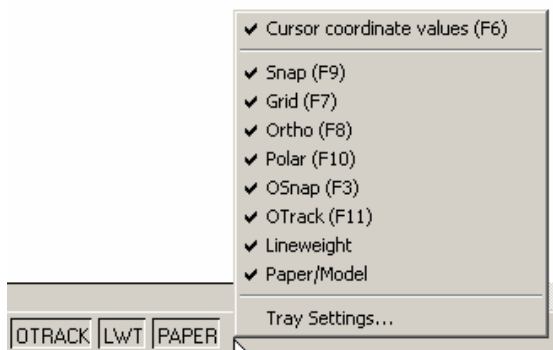 Cursor coordinate values (F6)
Snap (F9)
Grid (F7)
Ortho (F8)
Polar (F10)
OSnap (F3)
OTrack (F11)
Lineweight
Paper/Model
Tray Settings...
OTRACK LWT PAPER